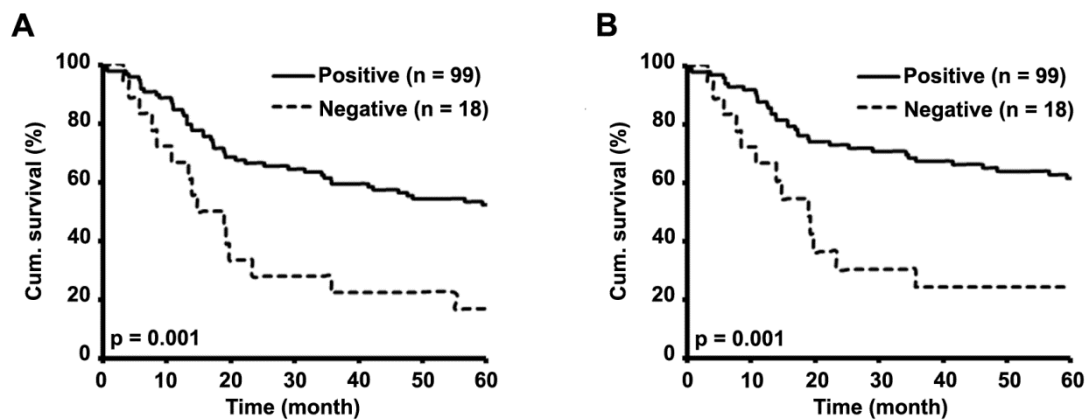 A
Cum. survival (%)
100
80
60
40
20
0
Positive (n = 99)
Negative (n = 18)
p = 0.001
0 10 20 30 40 50 60
Time (month)
B
Cum. survival (%)
100
80
60
40
20
0
Positive (n = 99)
Negative (n = 18)
p = 0.001
0 10 20 30 40 50 60
Time (month)